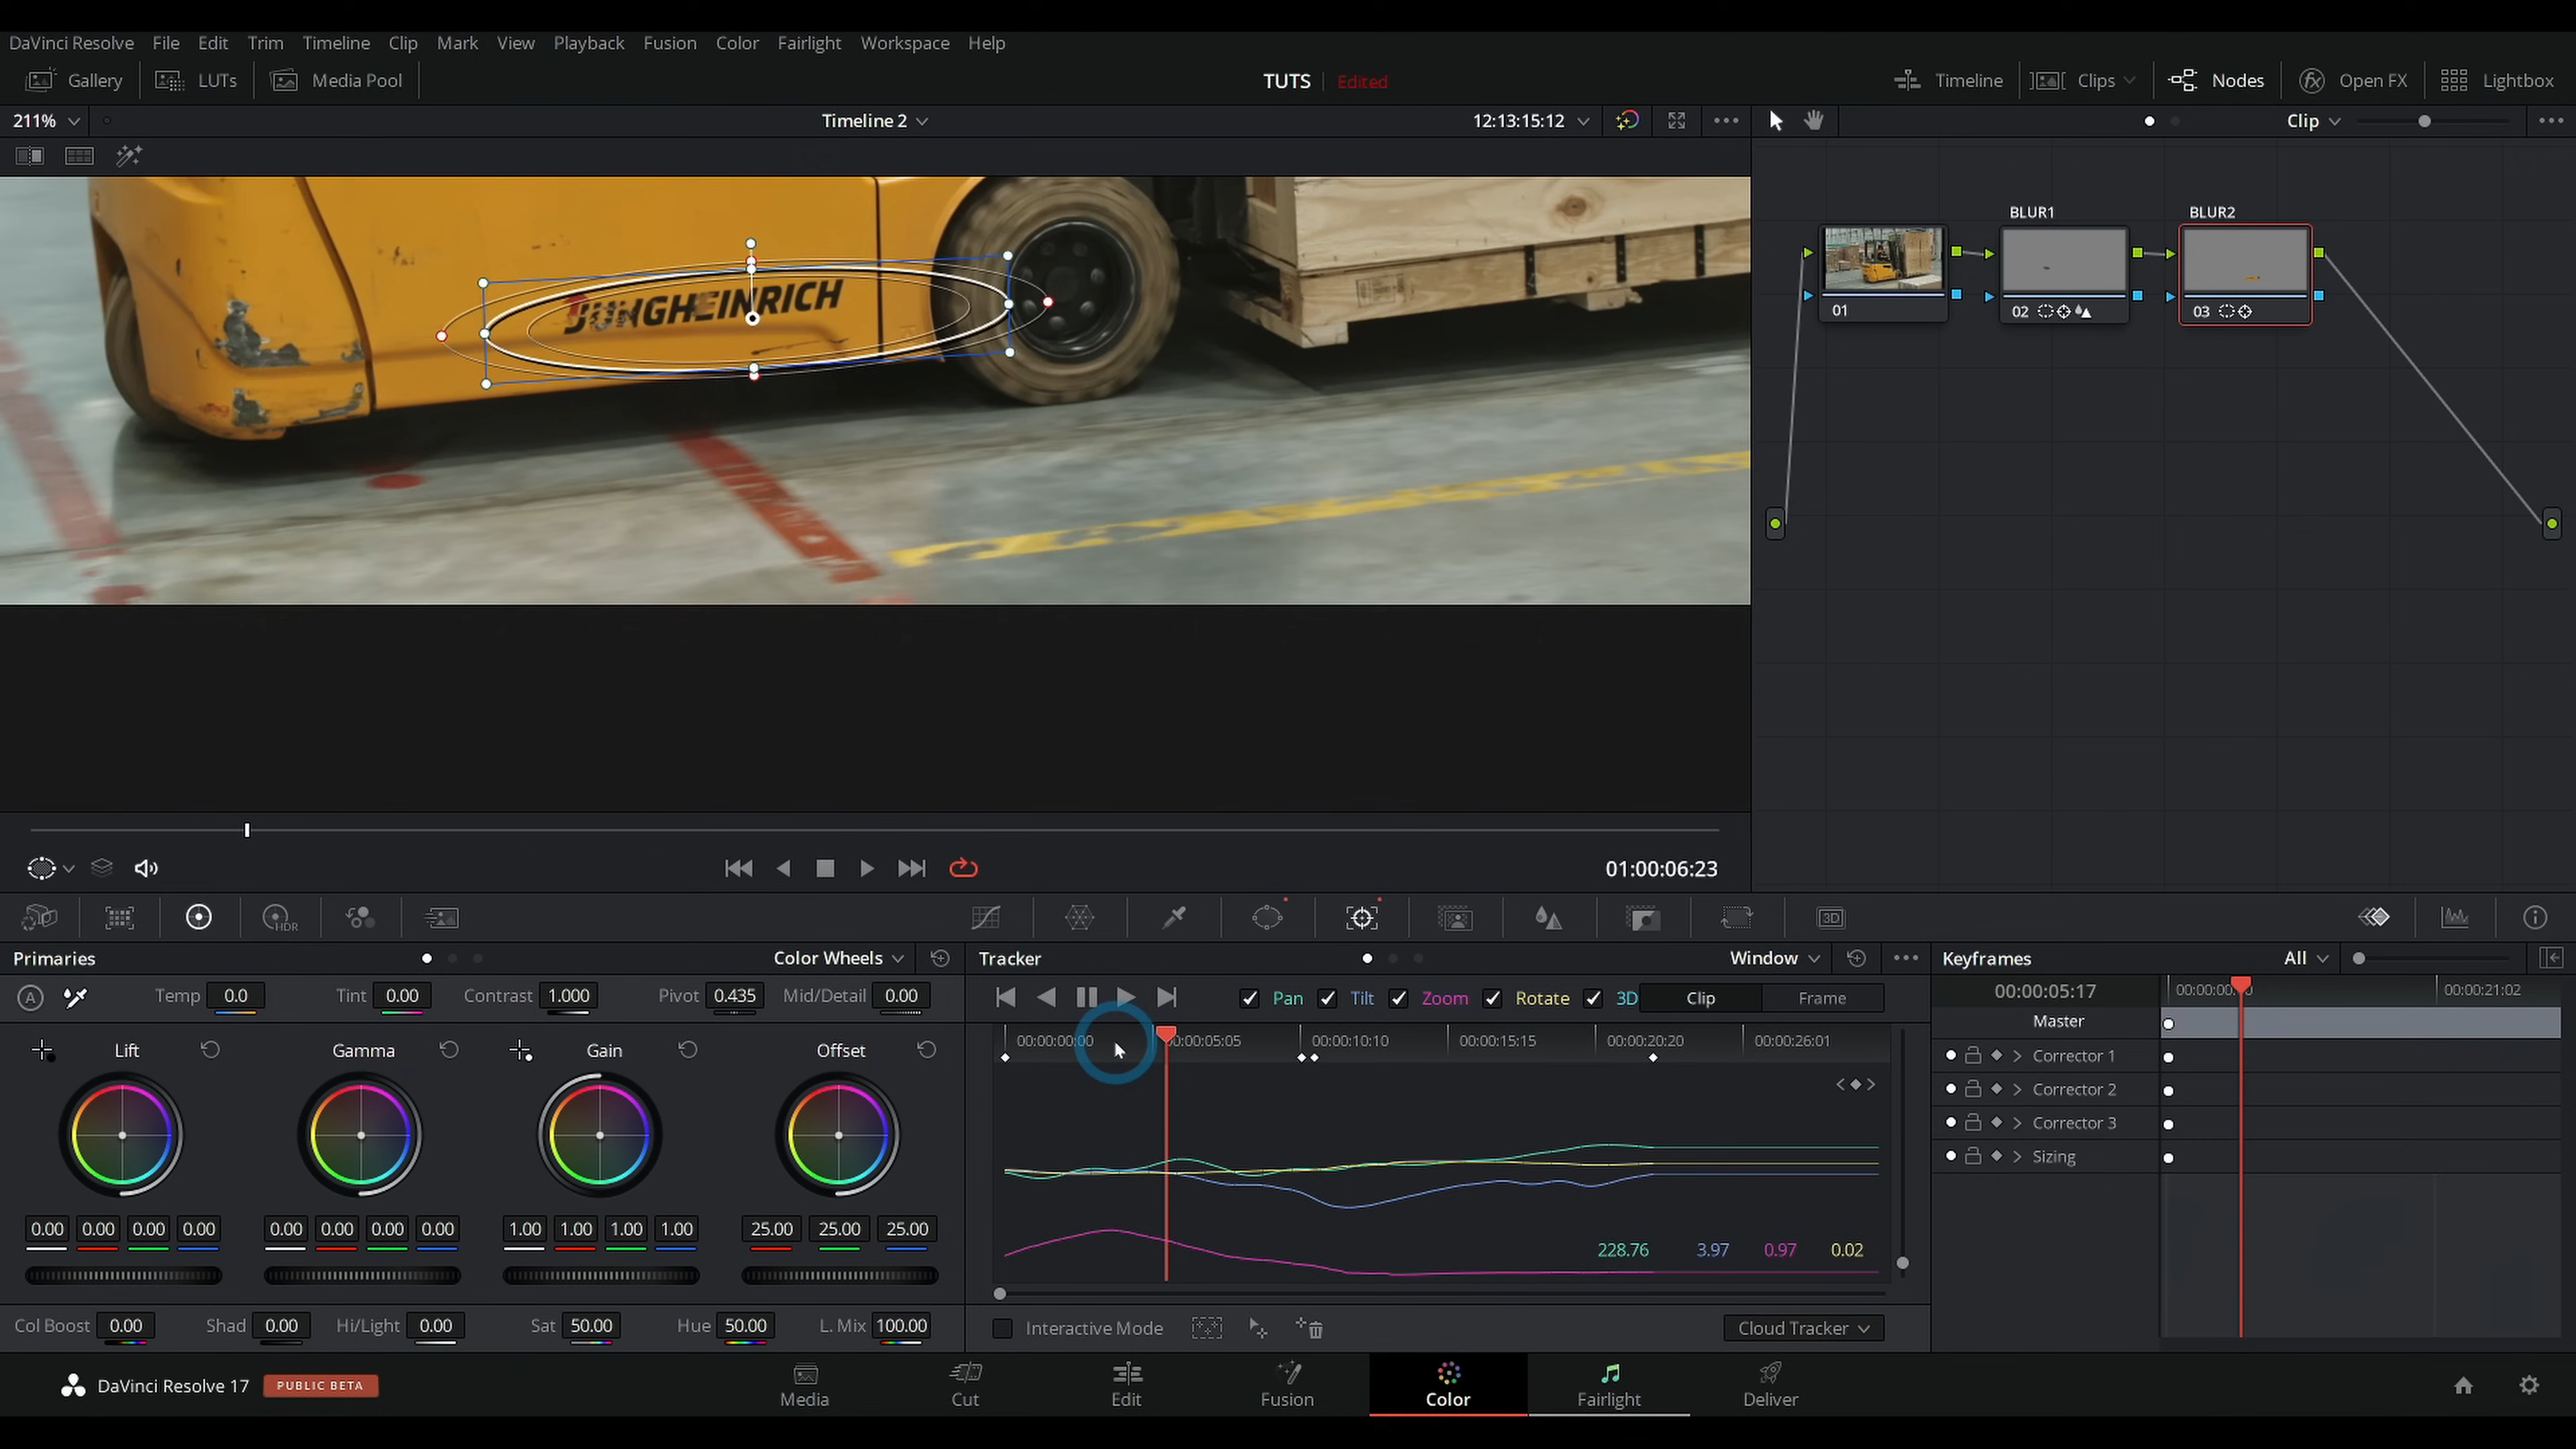 DaVinci Resolve File Edit Trim Timeline Clip Mark View Playback Fusion Color Fairlight Workspace Help
Gallery LUTs Media Pool TUTS Edited Timeline Clips Nodes Open FX Lightbox
211% Timeline 2 12:13:15:12 Clip
JUNGHEINRICH
BLUR1 BLUR2
01 02 03
01:00:06:23
HDR 3D
Primaries Color Wheels Tracker Window Keyframes All
A Temp 0.0 Tint 0.00 Contrast 1.000 Pivot 0.435 Mid/Detail 0.00
Pan Tilt Zoom Rotate 3D Clip Frame
00:00:05:17 00:00:21:02
Master
Lift Gamma Gain Offset
00:00:00:00 00:00:10:10 00:00:15:15 00:00:20:20 00:00:26:01
Corrector 1
Corrector 2
Corrector 3
Sizing
0.00 0.00 0.00 0.00 0.00 0.00 0.00 0.00 1.00 1.00 1.00 1.00 25.00 25.00 25.00
228.76 3.97 0.97 0.02
Col Boost 0.00 Shad 0.00 Hi/Light 0.00 Sat 50.00 Hue 50.00 L. Mix 100.00
Interactive Mode Cloud Tracker
DaVinci Resolve 17 PUBLIC BETA
Media Cut Edit Fusion Color Fairlight Deliver